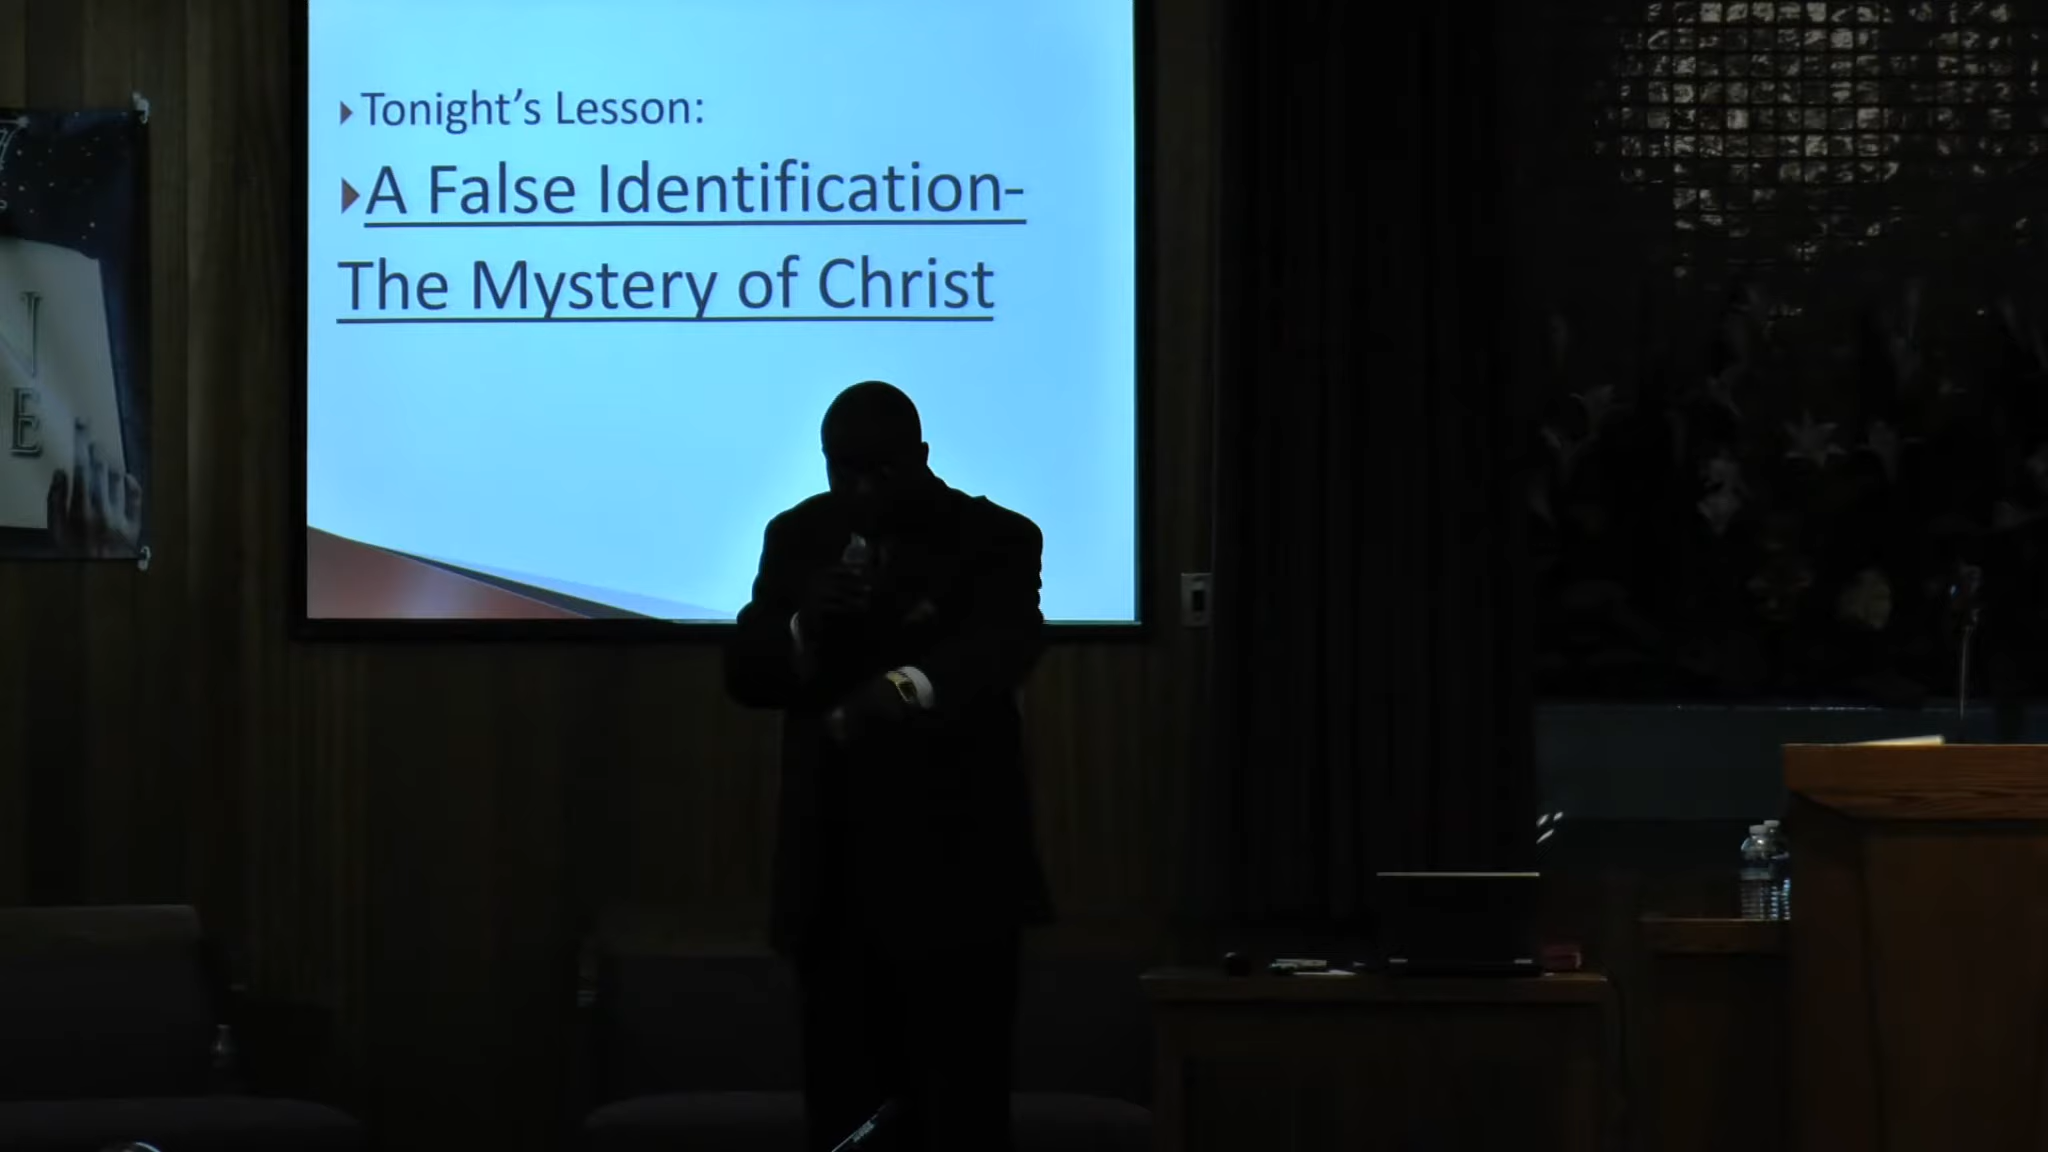 Tonight's Lesson:
A False Identification-
The Mystery of Christ